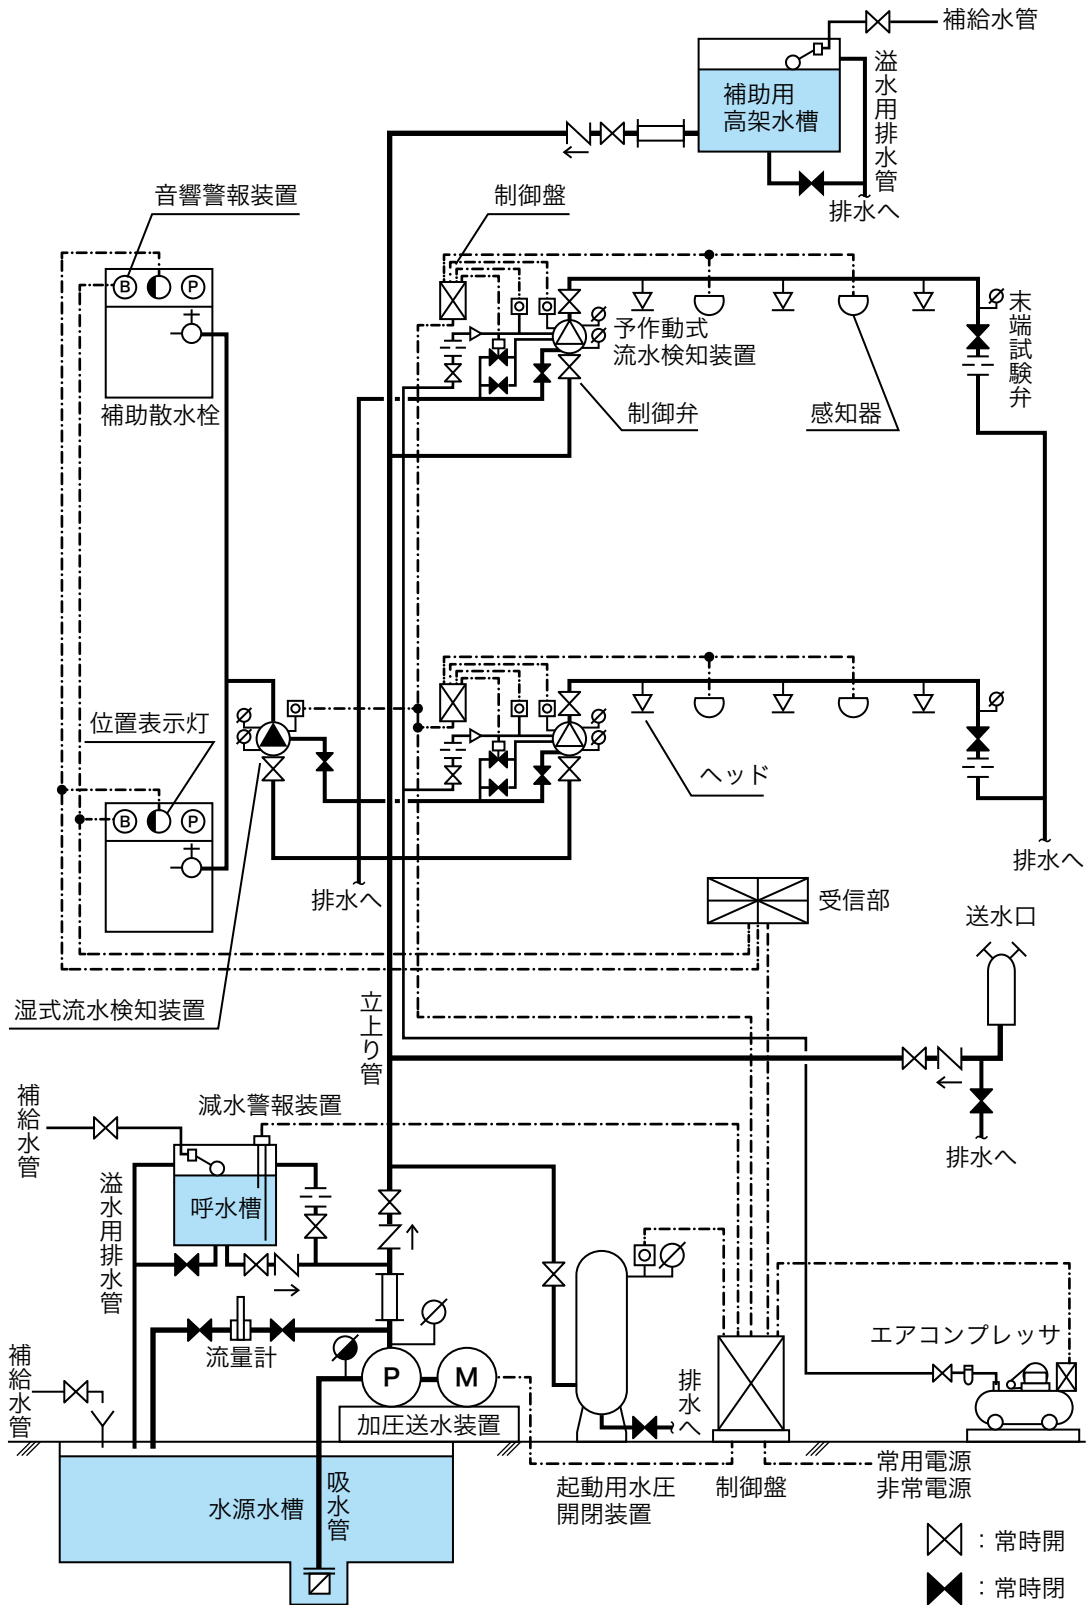 補給水管
溢水用排水管
補助用
高架水槽
排水へ
音響警報装置
制御盤
B
P
補助散水栓
予作動式
流水検知装置
制御弁
感知器
末端試験弁
位置表示灯
ヘッド
B
P
排水へ
排水へ
受信部
送水口
湿式流水検知装置
立上り管
補給水管
減水警報装置
呼水槽
溢水用排水管
排水へ
流量計
補給水管
P
M
加圧送水装置
排水へ
エアコンプレッサ
水源水槽
吸水管
起動用水圧
開閉装置
制御盤
常用電源
非常電源
：常時開
：常時閉